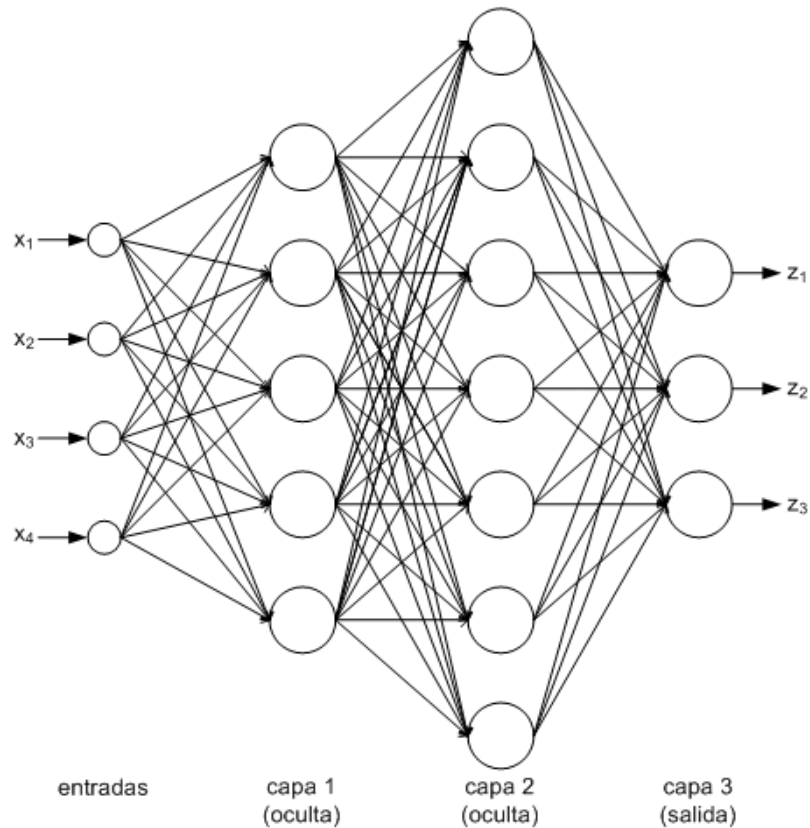 x₁
x₂
x₃
x₄
z₁
z₂
z₃
entradas
capa 1
(oculta)
capa 2
(oculta)
capa 3
(salida)